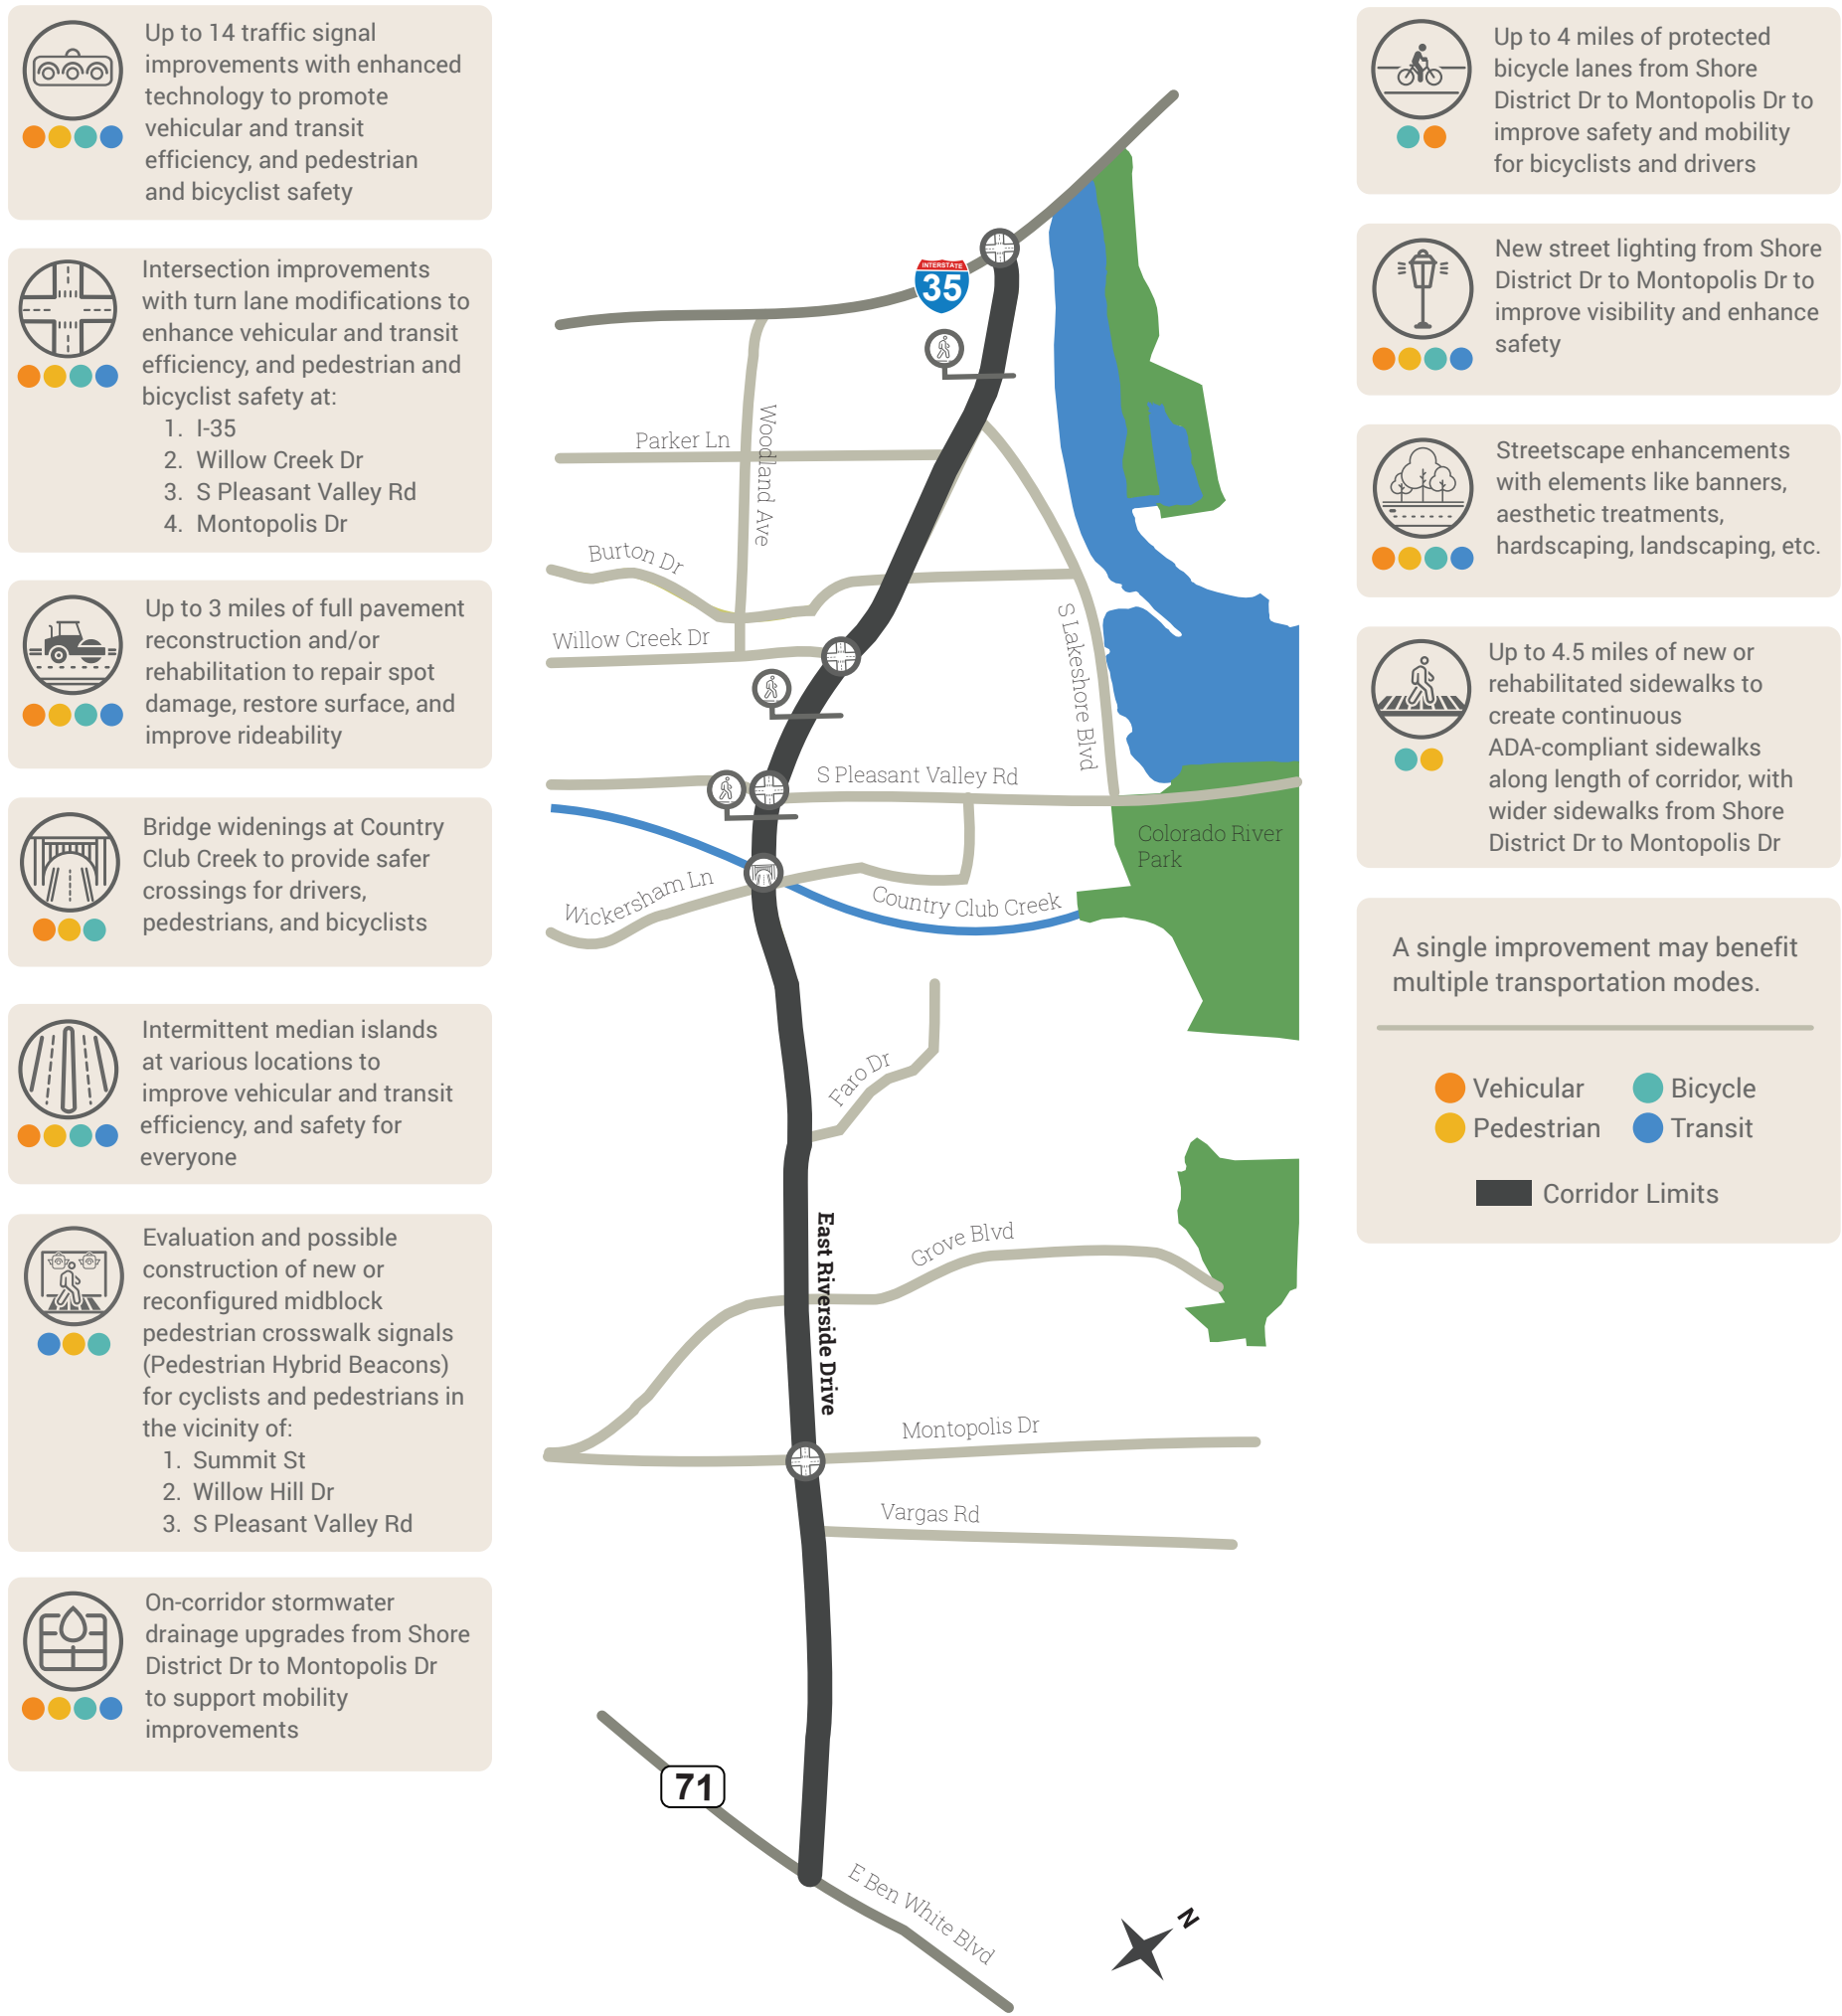 Up to 14 traffic signal
improvements with enhanced
technology to promote
vehicular and transit
efficiency, and pedestrian
and bicyclist safety
Intersection improvements
with turn lane modifications to
enhance vehicular and transit
efficiency, and pedestrian and
bicyclist safety at:
1. I-35
2. Willow Creek Dr
3. S Pleasant Valley Rd
4. Montopolis Dr
Up to 3 miles of full pavement
reconstruction and/or
rehabilitation to repair spot
damage, restore surface, and
improve rideability
Bridge widenings at Country
Club Creek to provide safer
crossings for drivers,
pedestrians, and bicyclists
Intermittent median islands
at various locations to
improve vehicular and transit
efficiency, and safety for
everyone
Evaluation and possible
construction of new or
reconfigured midblock
pedestrian crosswalk signals
(Pedestrian Hybrid Beacons)
for cyclists and pedestrians in
the vicinity of:
1. Summit St
2. Willow Hill Dr
3. S Pleasant Valley Rd
On-corridor stormwater
drainage upgrades from Shore
District Dr to Montopolis Dr
to support mobility
improvements
INTERSTATE
35
Parker Ln
Woodland Ave
Burton Dr
Willow Creek Dr
S Lakeshore Blvd
S Pleasant Valley Rd
Colorado River
Park
Wickersham Ln
Country Club Creek
Faro Dr
East Riverside Drive
Grove Blvd
Montopolis Dr
Vargas Rd
71
E Ben White Blvd
N
Up to 4 miles of protected
bicycle lanes from Shore
District Dr to Montopolis Dr to
improve safety and mobility
for bicyclists and drivers
New street lighting from Shore
District Dr to Montopolis Dr to
improve visibility and enhance
safety
Streetscape enhancements
with elements like banners,
aesthetic treatments,
hardscaping, landscaping, etc.
Up to 4.5 miles of new or
rehabilitated sidewalks to
create continuous
ADA-compliant sidewalks
along length of corridor, with
wider sidewalks from Shore
District Dr to Montopolis Dr
A single improvement may benefit
multiple transportation modes.
Vehicular
Bicycle
Pedestrian
Transit
Corridor Limits